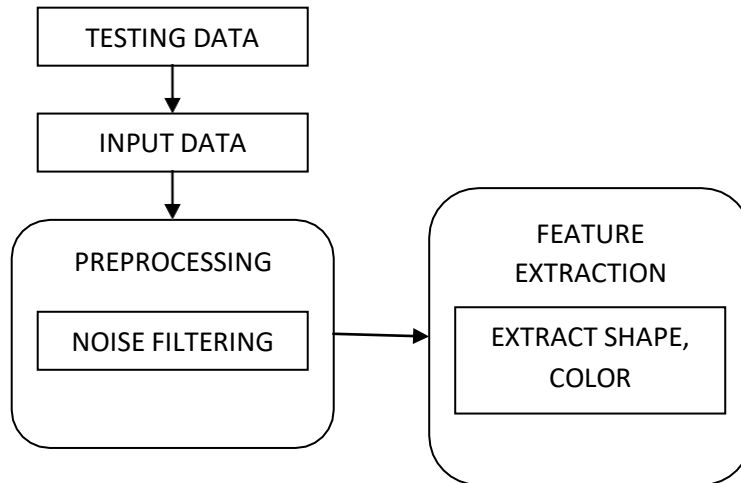 TESTING DATA
INPUT DATA
PREPROCESSING
NOISE FILTERING
FEATURE
EXTRACTION
EXTRACT SHAPE,
COLOR